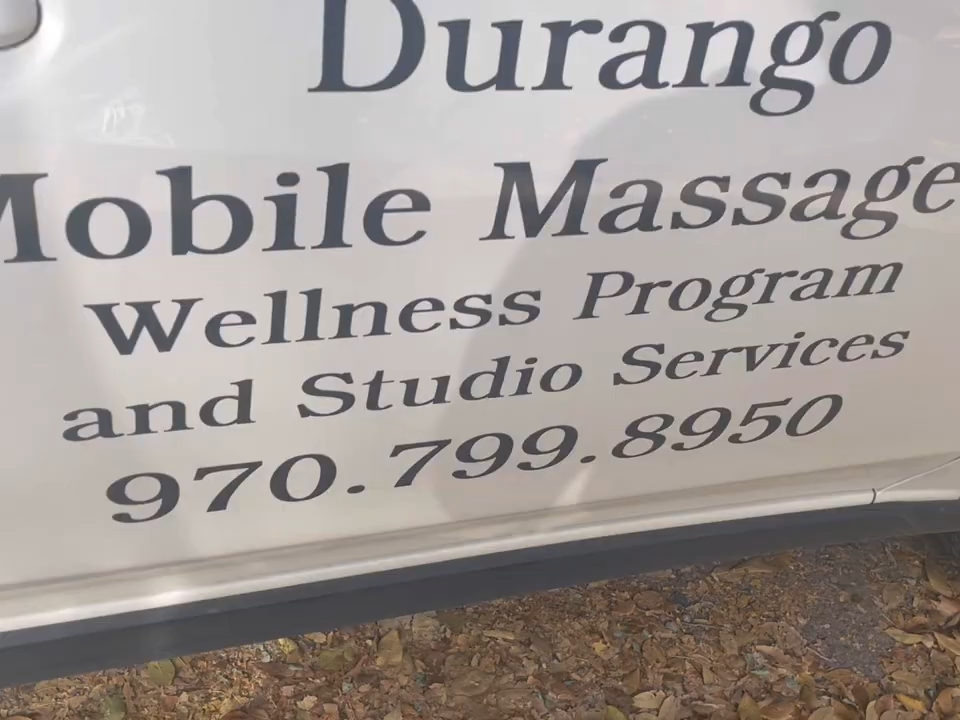 Durango
Mobile Massage
Wellness Program
and Studio Services
970.799.8950